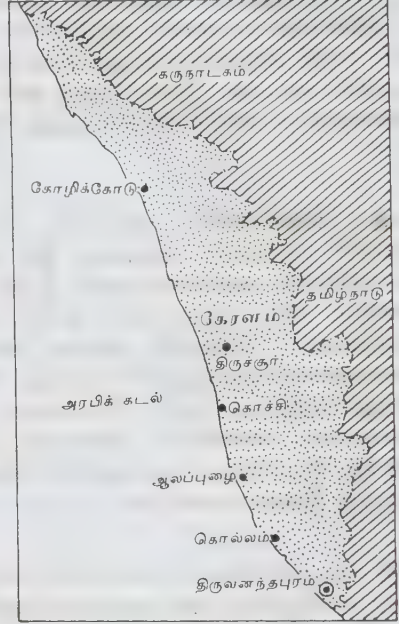 கருநாடகம்
கோழிக்கோடு
தமிழ்நாடு
கேரளம்
திருச்சூர்
அரபிக் கடல்
கொச்சி
ஆலப்புழை
கொல்லம்
திருவனந்தபுரம்